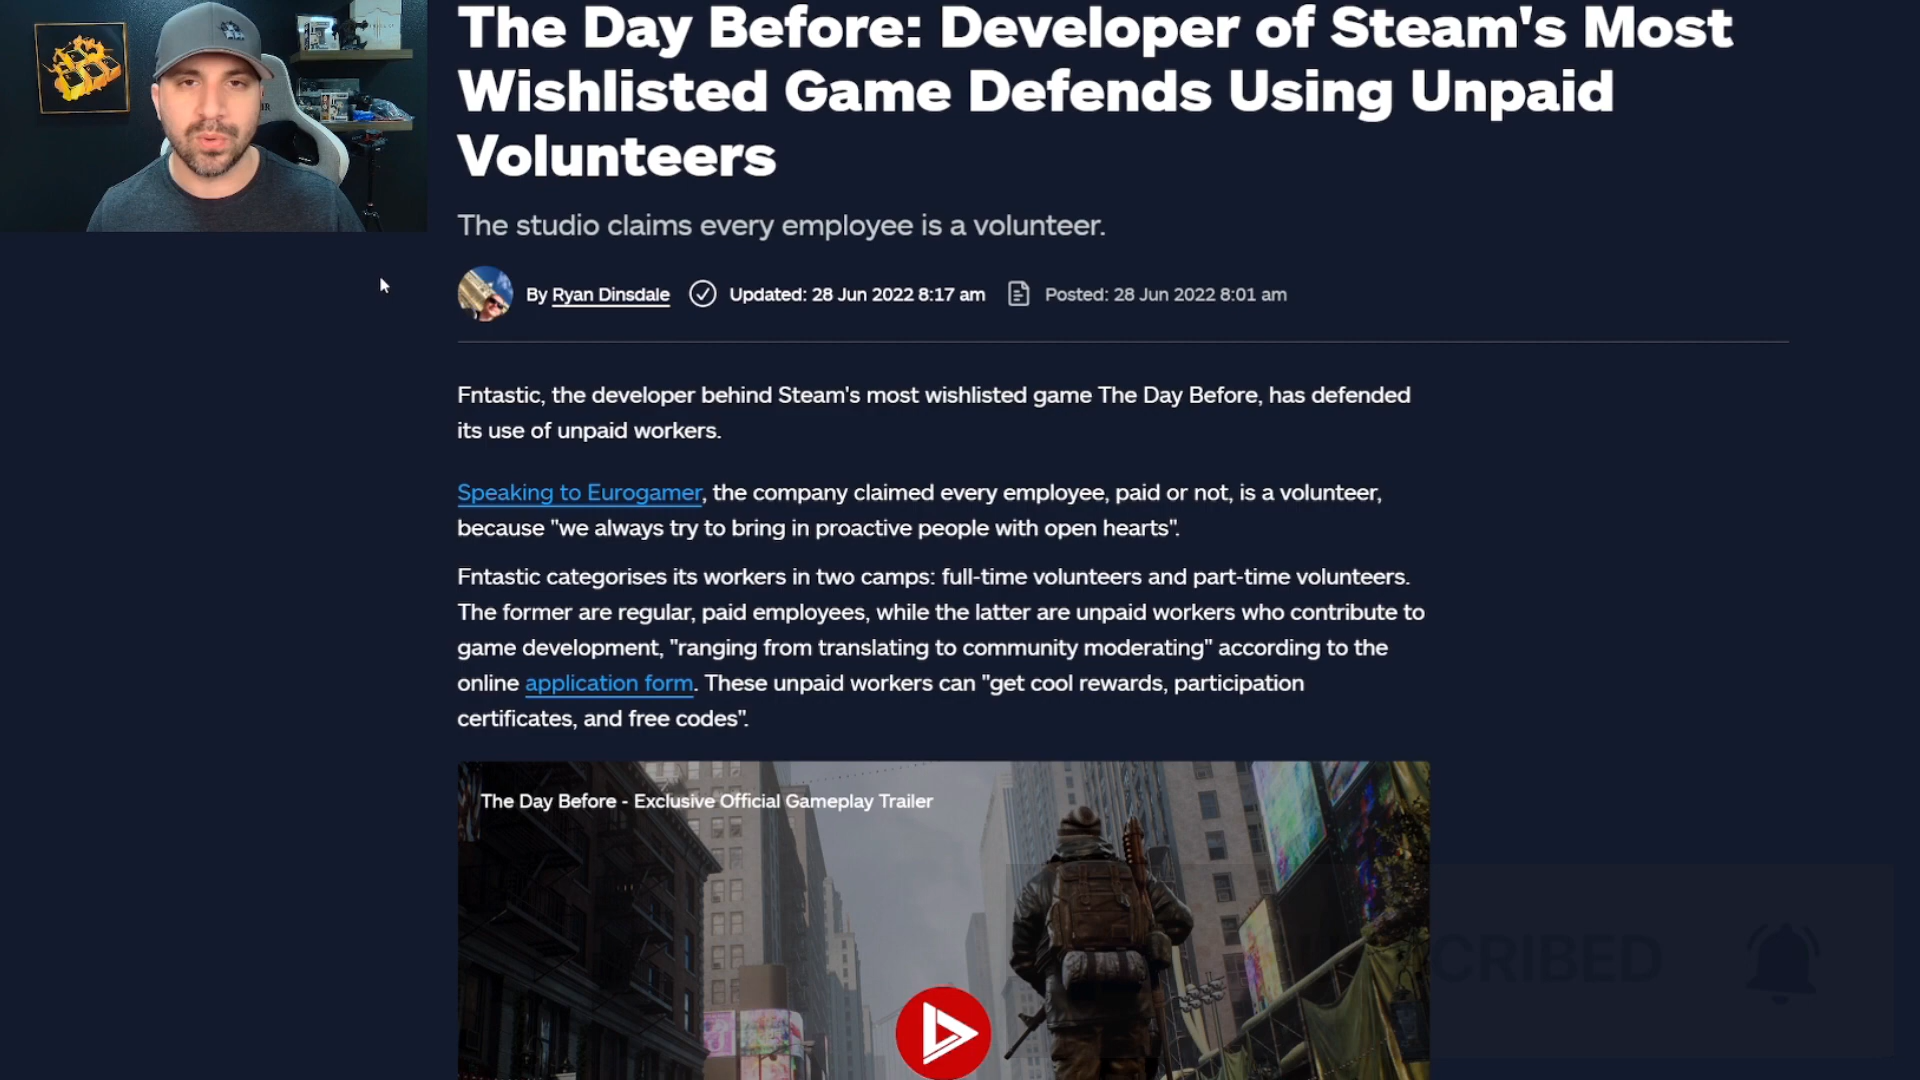 The Day Before: Developer of Steam's Most
Wishlisted Game Defends Using Unpaid
Volunteers
The studio claims every employee is a volunteer.
By Ryan Dinsdale Updated: 28 Jun 2022 8:17 am Posted: 28 Jun 2022 8:01 am
Fntastic, the developer behind Steam's most wishlisted game The Day Before, has defended
its use of unpaid workers.
Speaking to Eurogamer, the company claimed every employee, paid or not, is a volunteer,
because "we always try to bring in proactive people with open hearts".
Fntastic categorises its workers in two camps: full-time volunteers and part-time volunteers.
The former are regular, paid employees, while the latter are unpaid workers who contribute to
game development, "ranging from translating to community moderating" according to the
online application form. These unpaid workers can "get cool rewards, participation
certificates, and free codes".
The Day Before - Exclusive Official Gameplay Trailer
CRIBED